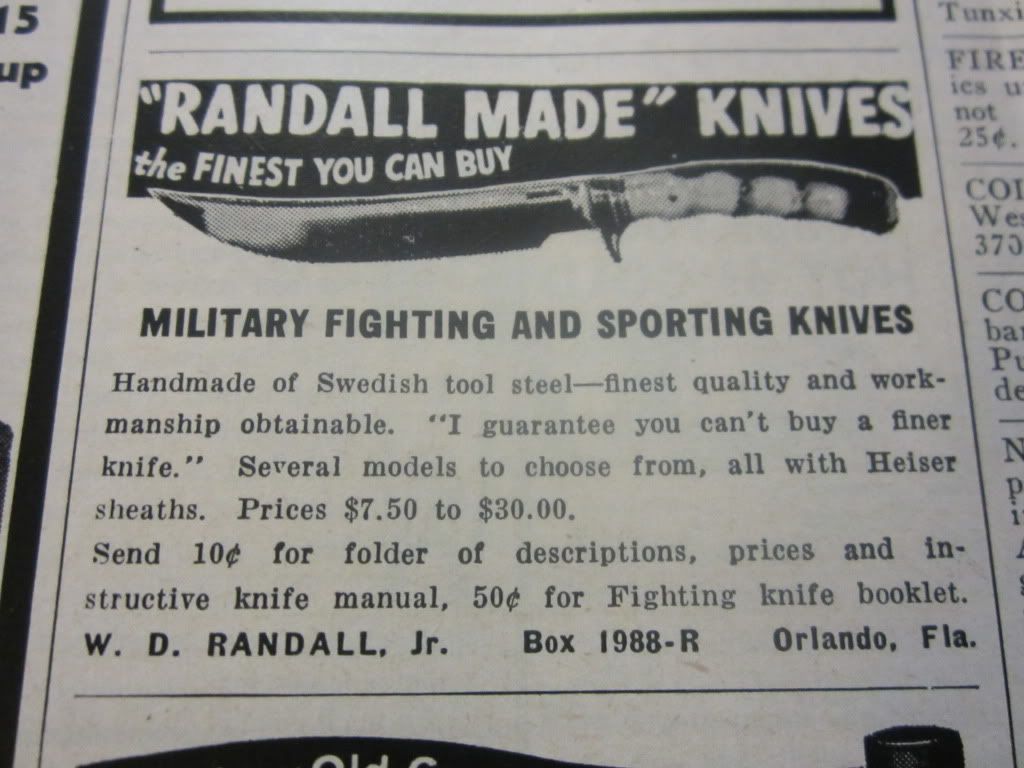 15
up
"RANDALL MADE" KNIVES
the FINEST YOU CAN BUY
MILITARY FIGHTING AND SPORTING KNIVES
Handmade of Swedish tool steel—finest quality and work-
manship obtainable. "I guarantee you can't buy a finer
knife." Several models to choose from, all with Heiser
sheaths. Prices $7.50 to $30.00.
Send 10¢ for folder of descriptions, prices and in-
structive knife manual, 50¢ for Fighting knife booklet.
W. D. RANDALL, Jr. Box 1988-R Orlando, Fla.
Old
Tunxi
FIRE
ics u
not
25¢.
COL
Wes
370
CO
bar
Pu
de
N
p